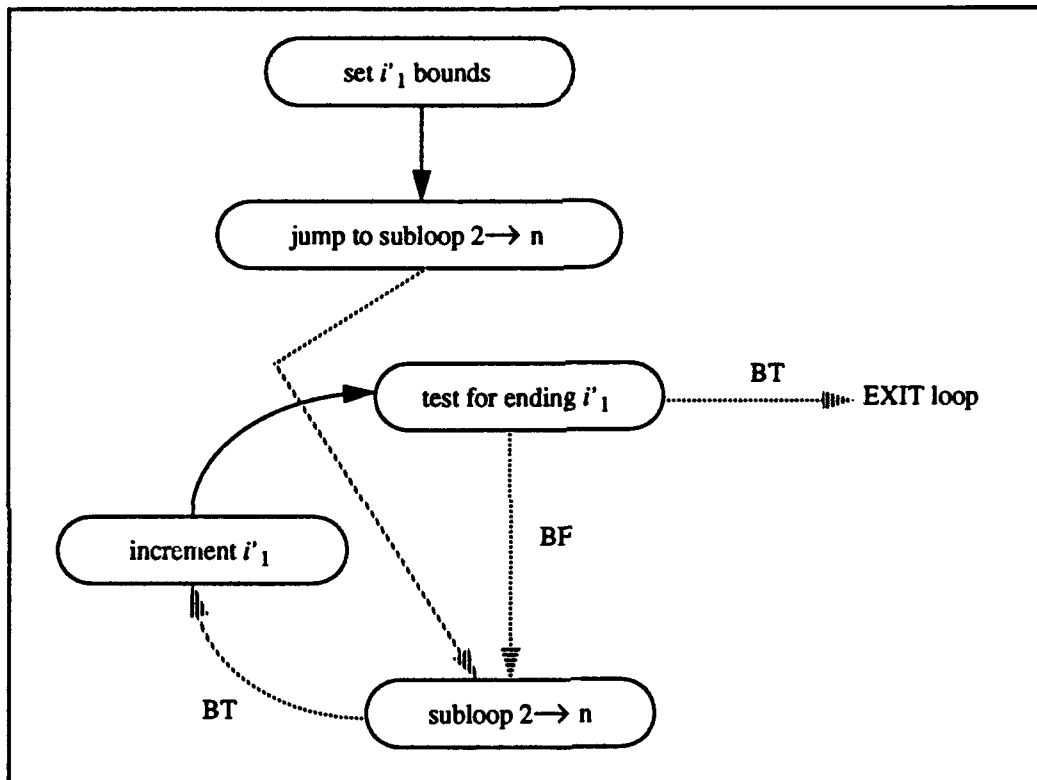 set i'1 bounds
jump to subloop 2→ n
test for ending i'1
BT
EXIT loop
increment i'1
BF
BT
subloop 2→ n